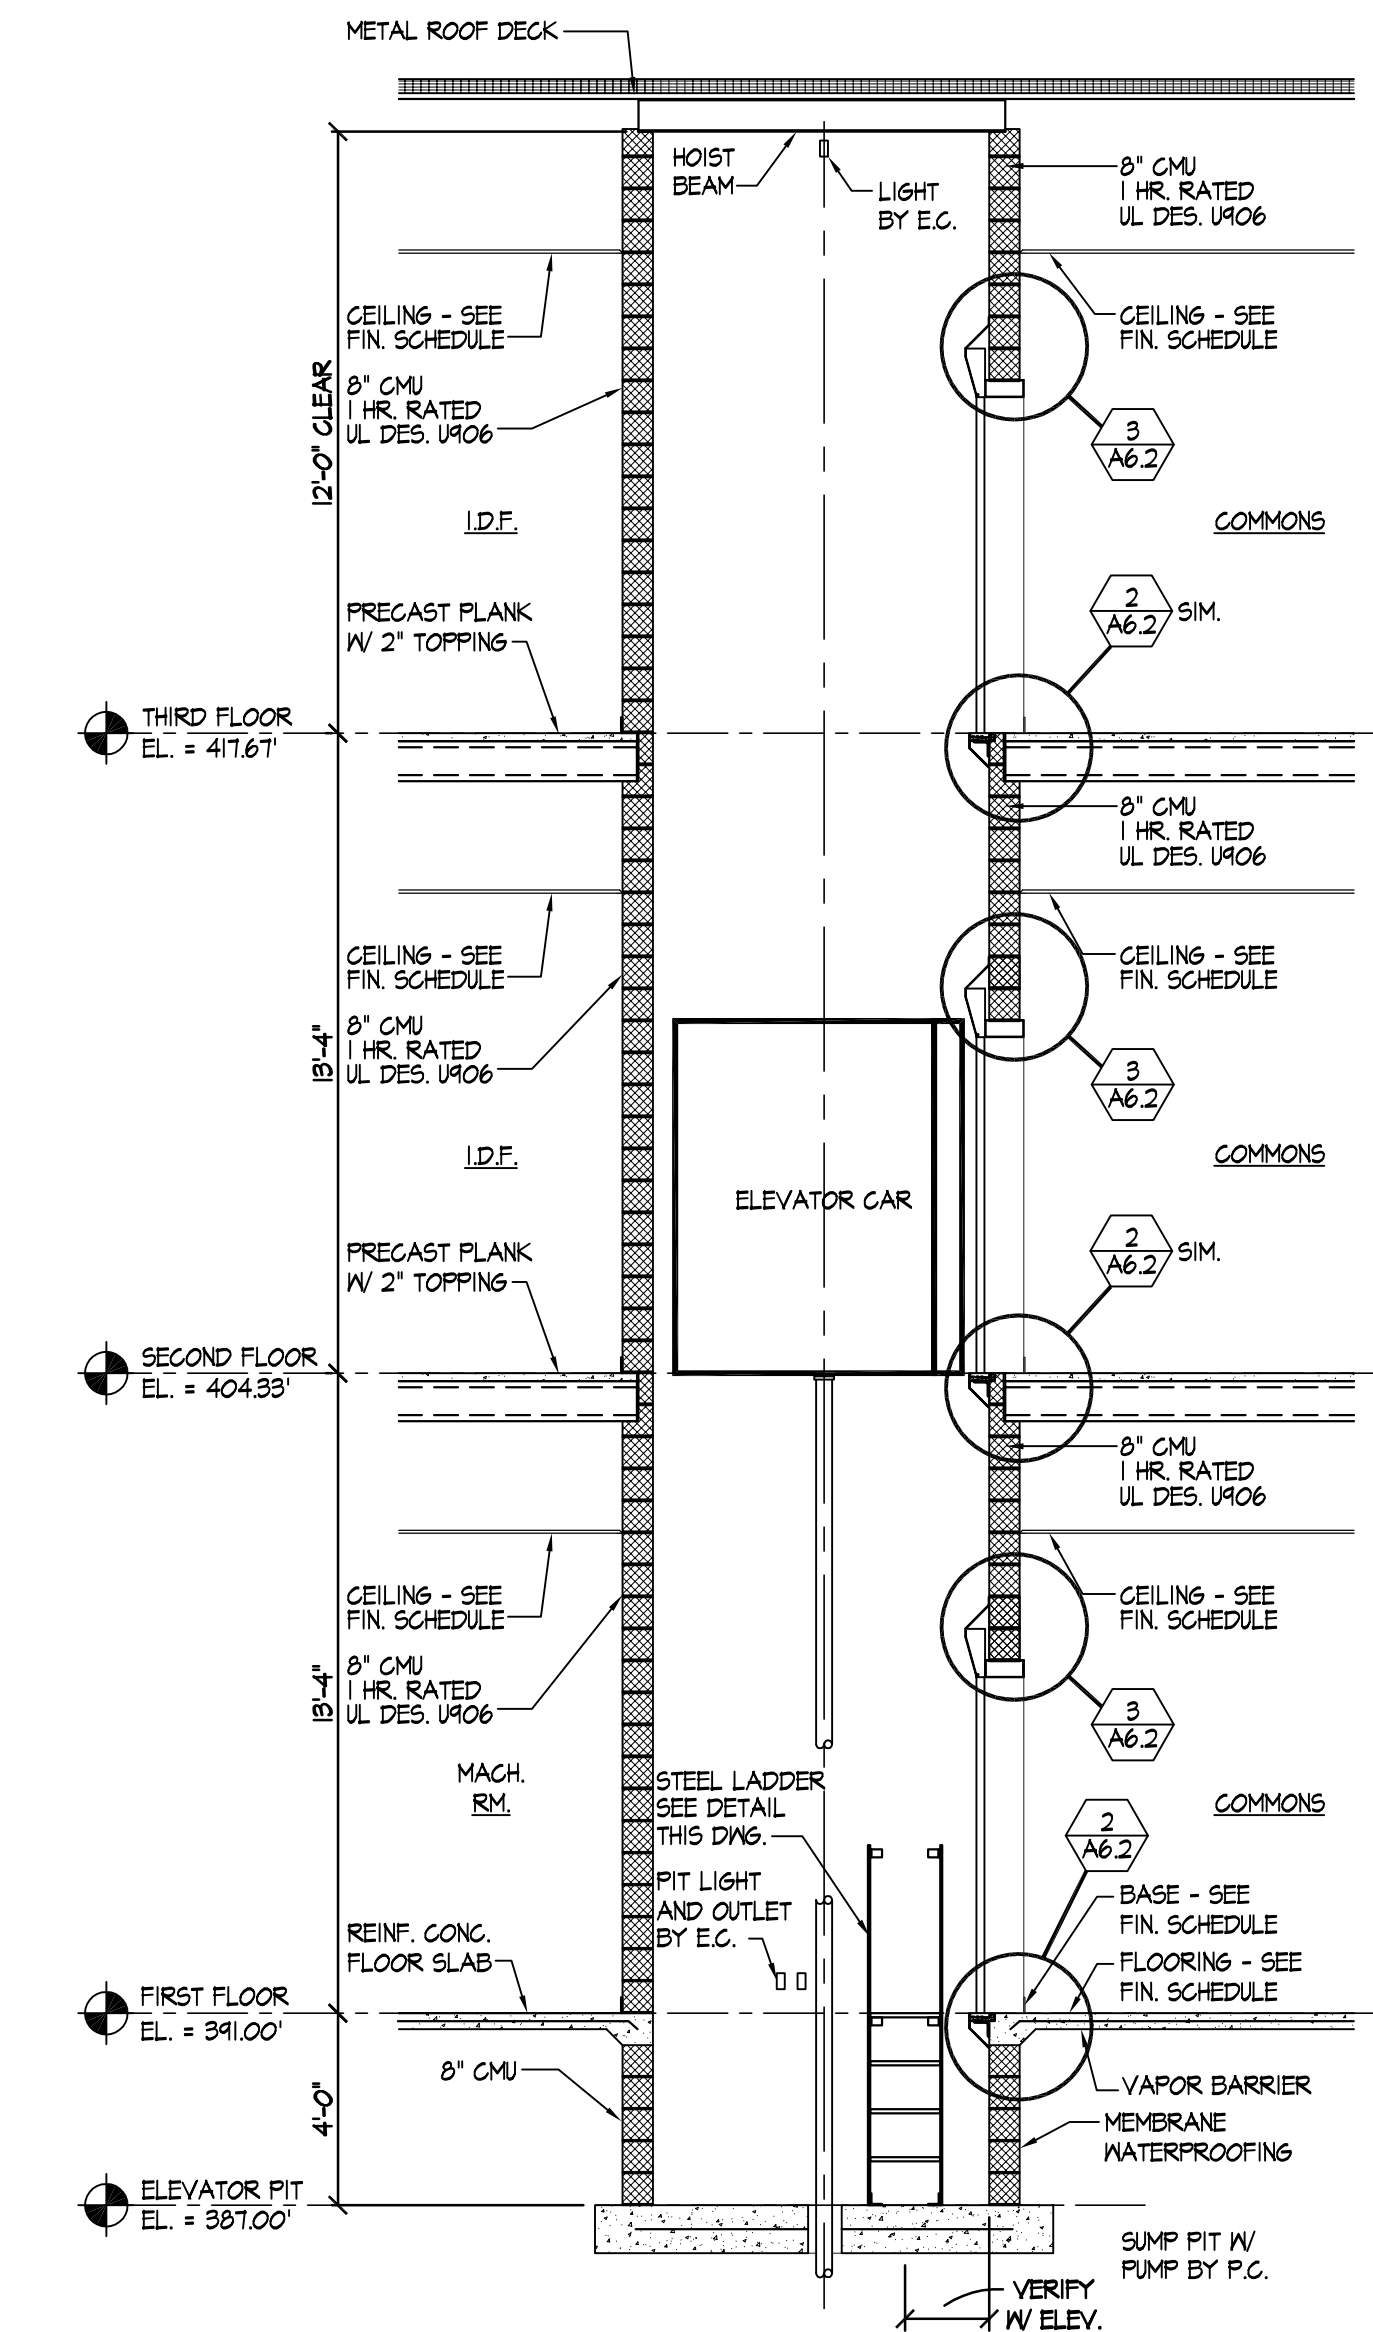 METAL ROOF DECK
HOIST
BEAM
LIGHT
BY E.C.
8" CMU
1 HR. RATED
UL DES. U906
CEILING - SEE
FIN. SCHEDULE
CEILING - SEE
FIN. SCHEDULE
12'-0" CLEAR
8" CMU
1 HR. RATED
UL DES. U906
3
A6.2
I.D.F.
COMMONS
PRECAST PLANK
W/ 2" TOPPING
2
A6.2
SIM.
THIRD FLOOR
EL. = 417.67'
8" CMU
1 HR. RATED
UL DES. U906
CEILING - SEE
FIN. SCHEDULE
CEILING - SEE
FIN. SCHEDULE
13'-4"
8" CMU
1 HR. RATED
UL DES. U906
3
A6.2
I.D.F.
COMMONS
ELEVATOR CAR
PRECAST PLANK
W/ 2" TOPPING
2
A6.2
SIM.
SECOND FLOOR
EL. = 404.33'
8" CMU
1 HR. RATED
UL DES. U906
CEILING - SEE
FIN. SCHEDULE
CEILING - SEE
FIN. SCHEDULE
13'-4"
8" CMU
1 HR. RATED
UL DES. U906
3
A6.2
MACH.
RM.
STEEL LADDER
SEE DETAIL
THIS DWG.
COMMONS
2
A6.2
PIT LIGHT
AND OUTLET
BY E.C.
BASE - SEE
FIN. SCHEDULE
REINF. CONC.
FLOOR SLAB
FLOORING - SEE
FIN. SCHEDULE
FIRST FLOOR
EL. = 391.00'
8" CMU
VAPOR BARRIER
4'-0"
MEMBRANE
WATERPROOFING
ELEVATOR PIT
EL. = 387.00'
SUMP PIT W/
PUMP BY P.C.
VERIFY
W/ ELEV.